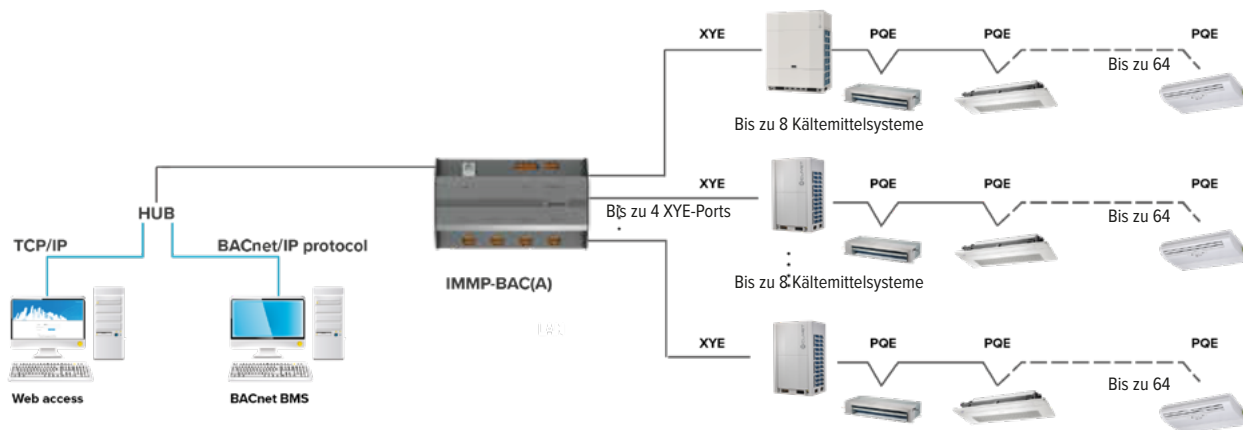 XYE
PQE
PQE
PQE
Bis zu 64
Bis zu 8 Kältemittelsysteme
HUB
TCP/IP
BACnet/IP protocol
IMMP-BAC(A)
Bis zu 4 XYE-Ports
XYE
PQE
PQE
PQE
Bis zu 64
Bis zu 8 Kältemittelsysteme
Web access
BACnet BMS
XYE
PQE
PQE
PQE
Bis zu 64